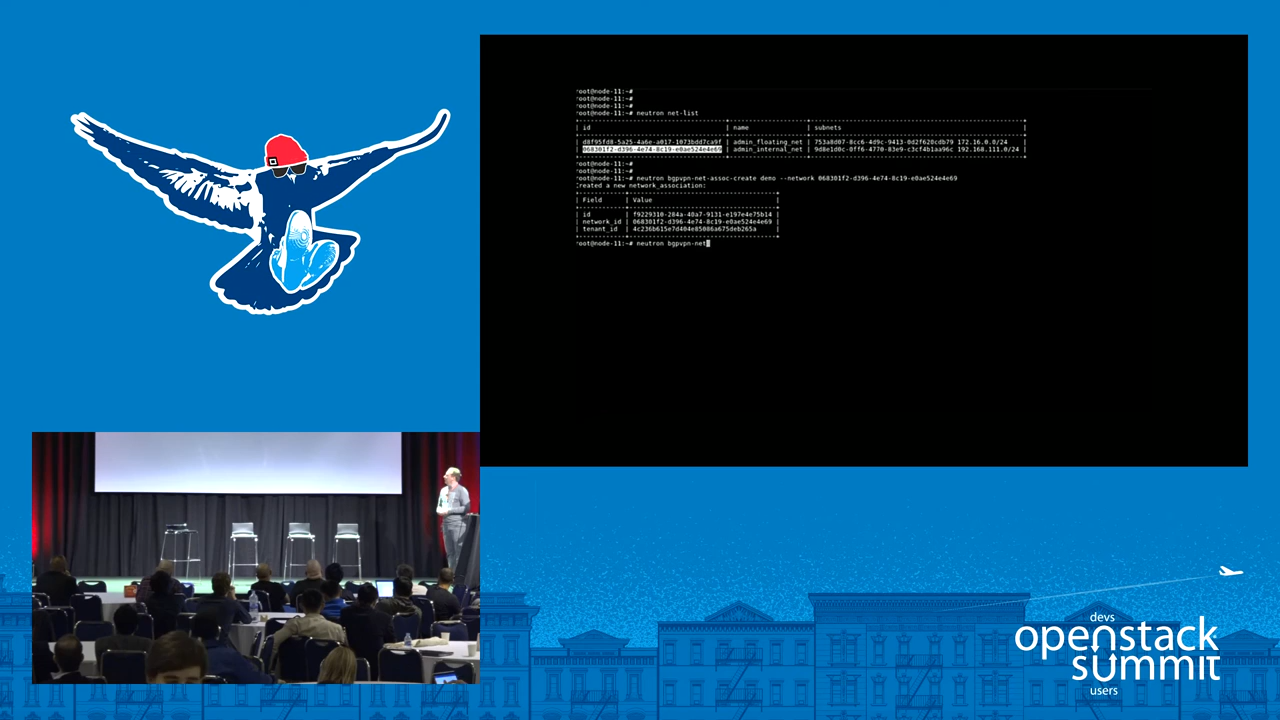 root@node-11:~#
root@node-11:~#
root@node-11:~#
root@node-11:~# neutron net-list
| id | name | subnets |
| d8f95fd8-5a25-4a6e-a017-1073bdd7ca9f | admin_floating_net | 753a8d07-8cc6-4d9c-9413-0d2f620cdb79 172.16.0.0/24 |
| 068301f2-d396-4e74-8c19-e0ae524e4e69 | admin_internal_net | 9d8e1d0c-0ff6-4770-83e9-c3cf4b1aa96c 192.168.111.0/24 |
root@node-11:~#
root@node-11:~#
root@node-11:~# neutron bgpvpn-net-assoc-create demo --network 068301f2-d396-4e74-8c19-e0ae524e4e69
Created a new network_association:
| Field | Value |
| id | f9229310-284a-40a7-9131-e197e4e75b14 |
| network_id | 068301f2-d396-4e74-8c19-e0ae524e4e69 |
| tenant_id | 4c236b615e7d404e85086a675deb265a |
root@node-11:~# neutron bgpvpn-net
devs
openstack
summit
users